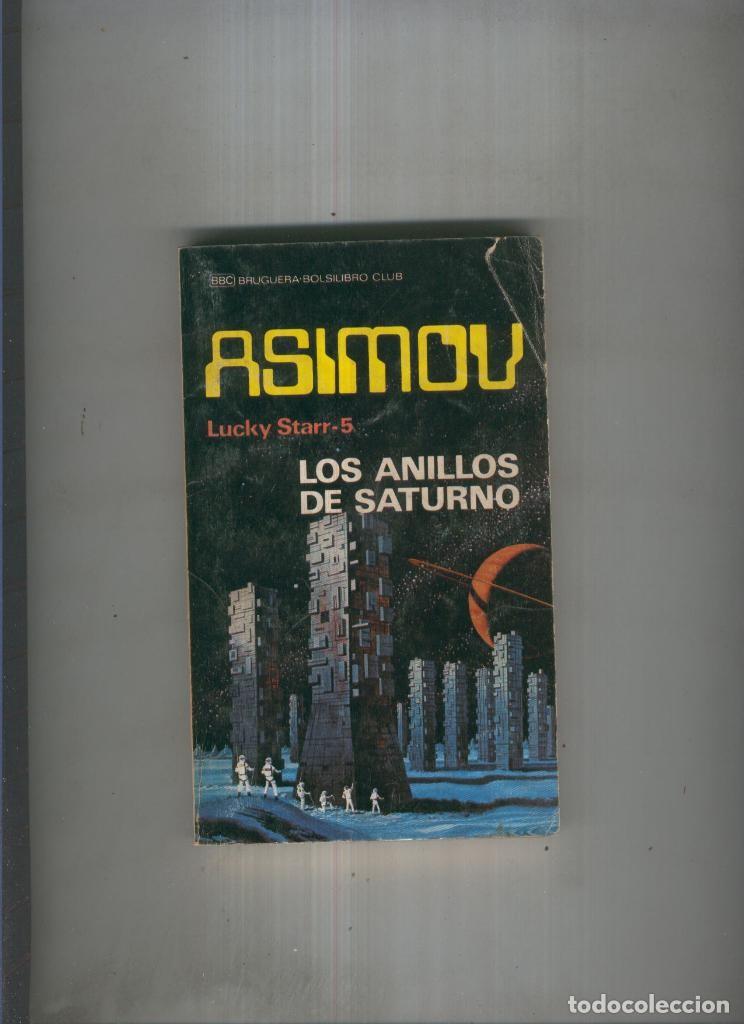 BBC BRUGUERA·BOLSILIBRO CLUB
ASIMOV
Lucky Starr-5
LOS ANILLOS
DE SATURNO
todocoleccion